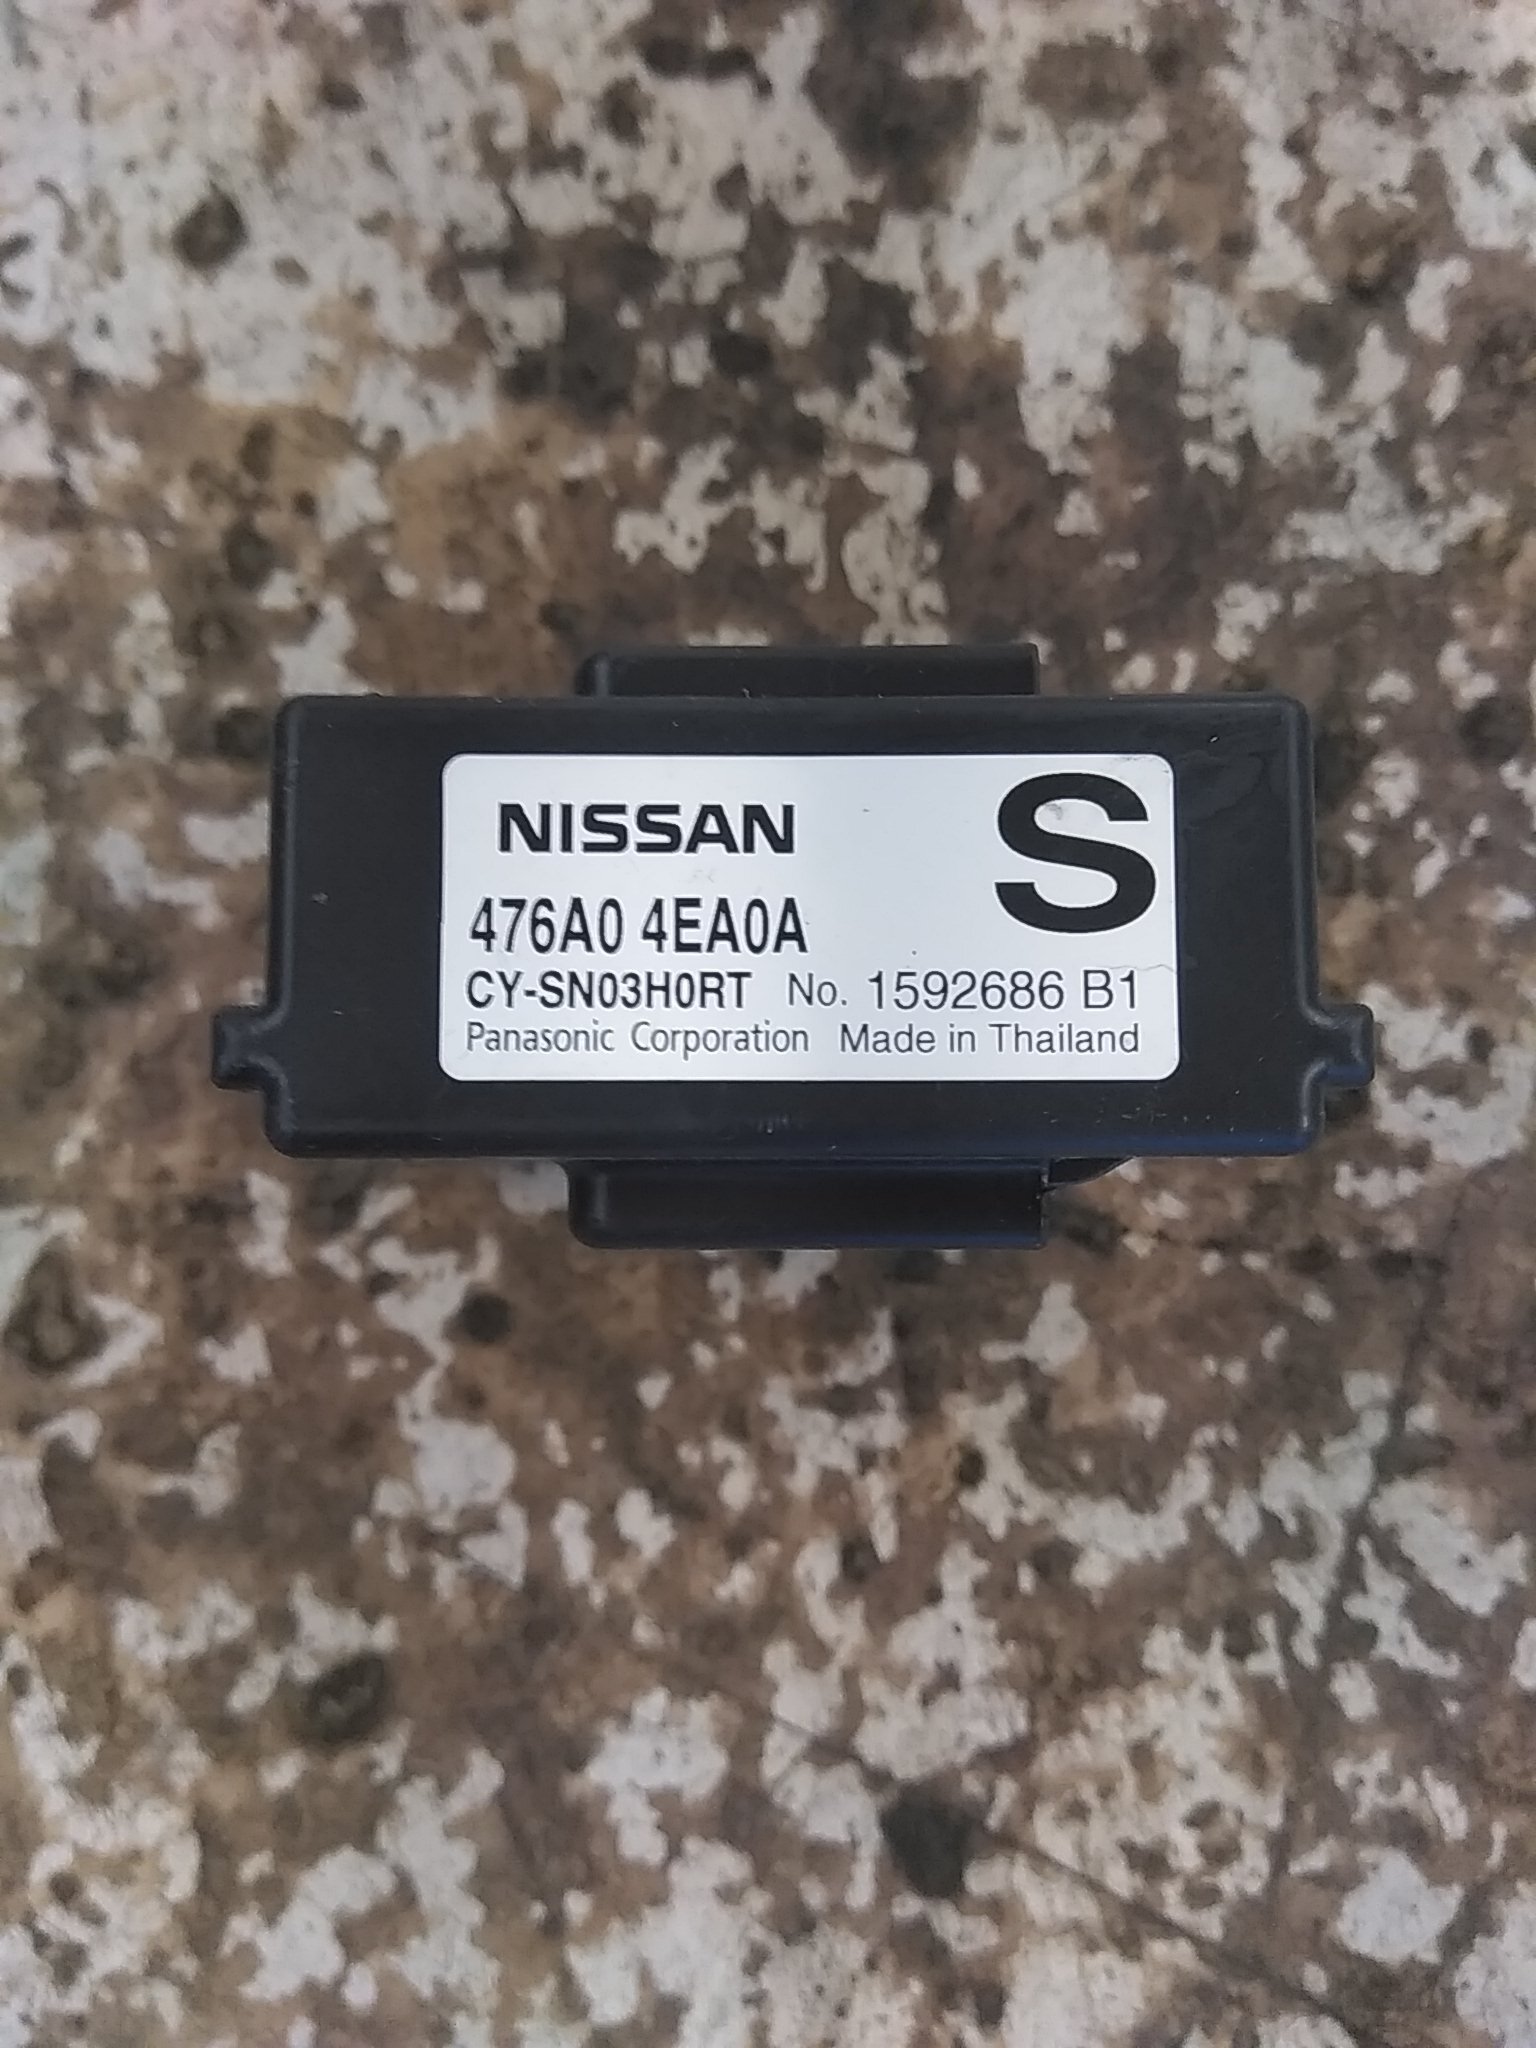 NISSAN S
476A0 4EA0A
CY-SN03H0RT No. 1592686 B1
Panasonic Corporation Made in Thailand